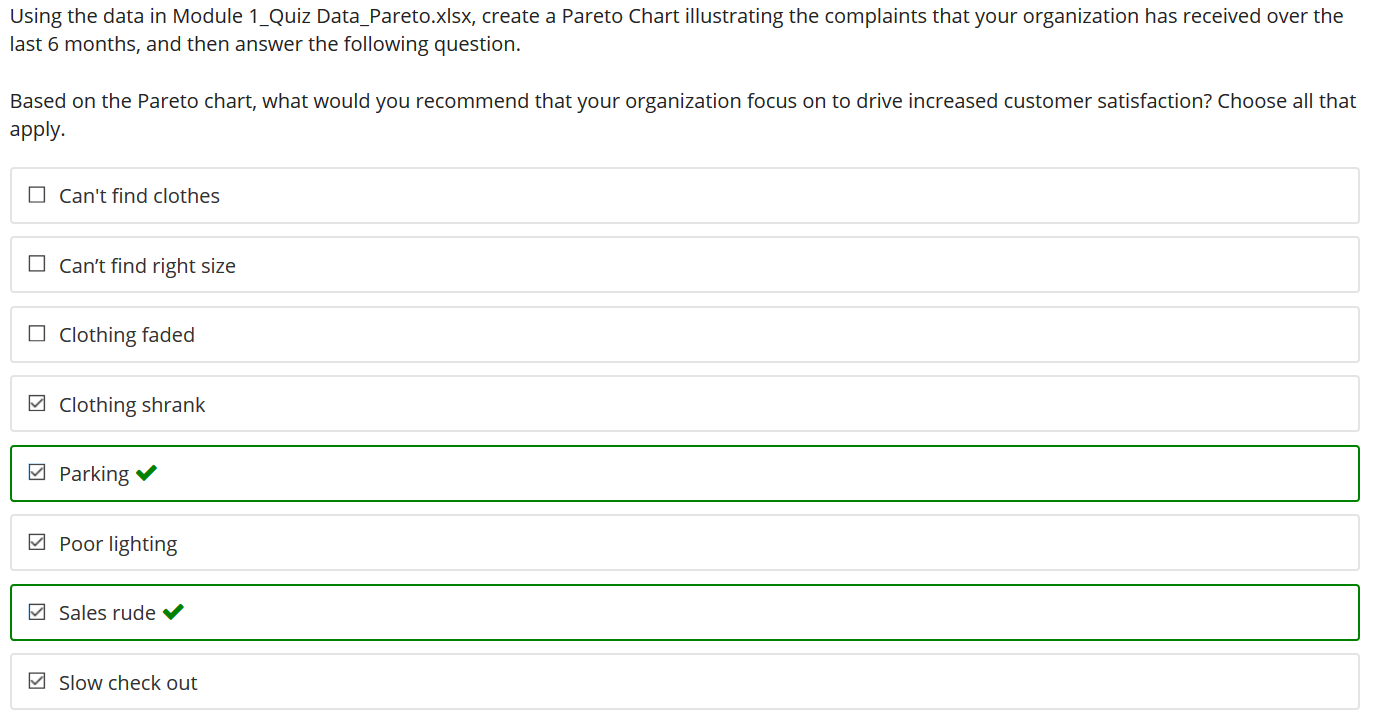 Using the data in Module 1_Quiz Data_Pareto.xlsx, create a Pareto Chart illustrating the complaints that your organization has received over the
last 6 months, and then answer the following question.
Based on the Pareto chart, what would you recommend that your organization focus on to drive increased customer satisfaction? Choose all that
apply.
Can't find clothes
Can’t find right size
Clothing faded
Clothing shrank
Parking
Poor lighting
Sales rude
Slow check out